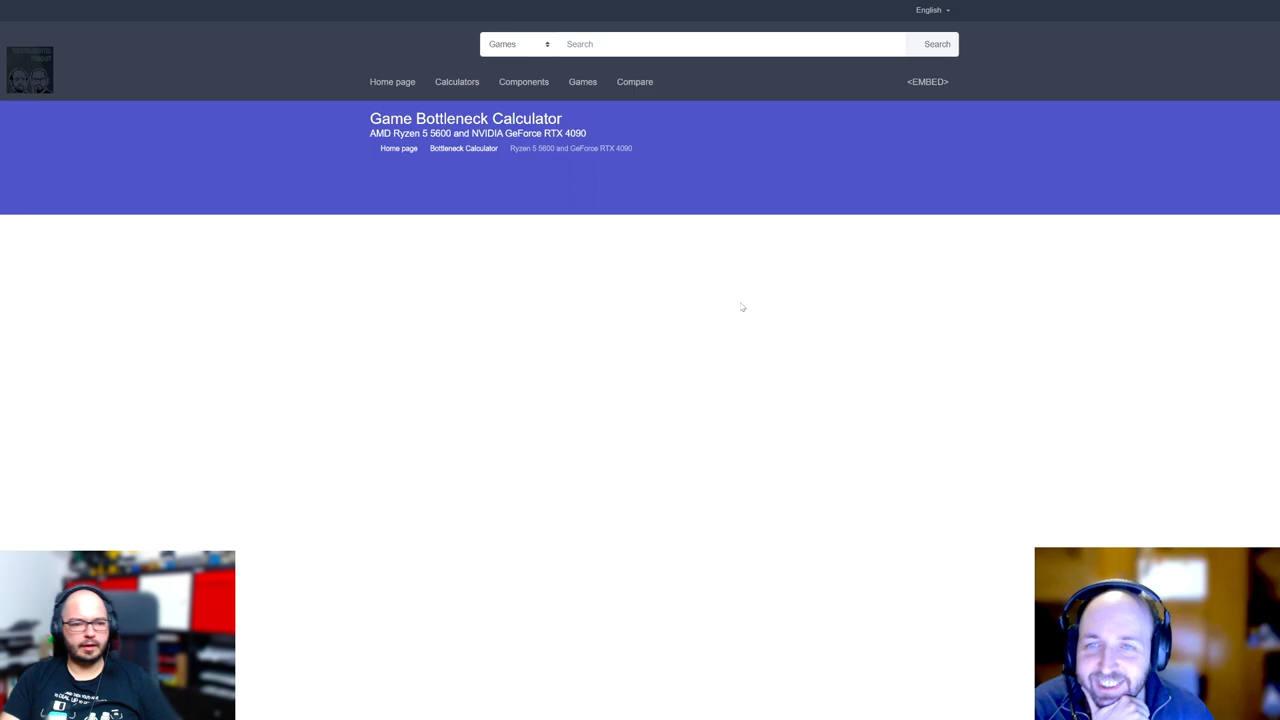 English
Games
Search
Search
Home page
Calculators
Components
Games
Compare
<EMBED>
Game Bottleneck Calculator
AMD Ryzen 5 5600 and NVIDIA GeForce RTX 4090
Home page
Bottleneck Calculator
Ryzen 5 5600 and GeForce RTX 4090